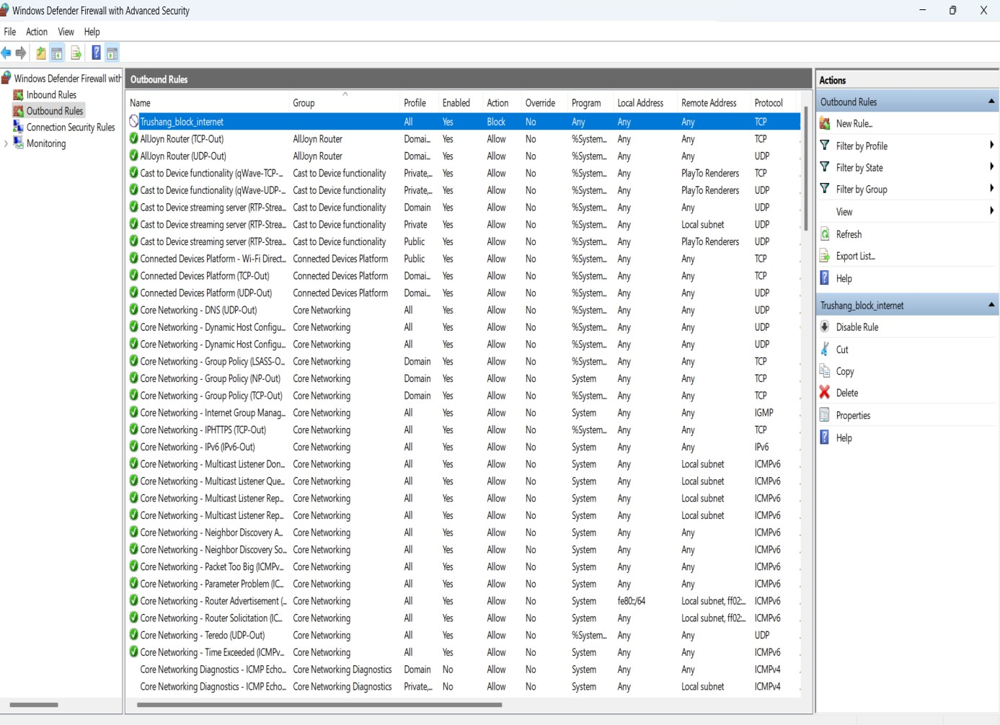 Windows Defender Firewall with Advanced Security
File Action View Help
Windows Defender Firewall with
Inbound Rules
Outbound Rules
Connection Security Rules
Monitoring
Outbound Rules
Name Group Profile Enabled Action Override Program Local Address Remote Address Protocol
Trushang_block_internet All Yes Block No Any Any Any TCP
AllJoyn Router (TCP-Out) AllJoyn Router Domai... Yes Allow No %System... Any Any TCP
AllJoyn Router (UDP-Out) AllJoyn Router Domai... Yes Allow No %System... Any Any UDP
Cast to Device functionality (qWave-TCP-... Cast to Device functionality Private,... Yes Allow No %System... Any PlayTo Renderers TCP
Cast to Device functionality (qWave-UDP-... Cast to Device functionality Private,... Yes Allow No %System... Any PlayTo Renderers UDP
Cast to Device streaming server (RTP-Strea... Cast to Device functionality Domain Yes Allow No %System... Any Any UDP
Cast to Device streaming server (RTP-Strea... Cast to Device functionality Private Yes Allow No %System... Any Local subnet UDP
Cast to Device streaming server (RTP-Strea... Cast to Device functionality Public Yes Allow No %System... Any PlayTo Renderers UDP
Connected Devices Platform - Wi-Fi Direct... Connected Devices Platform Public Yes Allow No %System... Any Any TCP
Connected Devices Platform (TCP-Out) Connected Devices Platform Domai... Yes Allow No %System... Any Any TCP
Connected Devices Platform (UDP-Out) Connected Devices Platform Domai... Yes Allow No %System... Any Any UDP
Core Networking - DNS (UDP-Out) Core Networking All Yes Allow No %System... Any Any UDP
Core Networking - Dynamic Host Configu... Core Networking All Yes Allow No %System... Any Any UDP
Core Networking - Dynamic Host Configu... Core Networking All Yes Allow No %System... Any Any UDP
Core Networking - Group Policy (LSASS-O... Core Networking Domain Yes Allow No %System... Any Any TCP
Core Networking - Group Policy (NP-Out) Core Networking Domain Yes Allow No System Any Any TCP
Core Networking - Group Policy (TCP-Out) Core Networking Domain Yes Allow No %System... Any Any TCP
Core Networking - Internet Group Manag... Core Networking All Yes Allow No System Any Any IGMP
Core Networking - IPHTTPS (TCP-Out) Core Networking All Yes Allow No %System... Any Any TCP
Core Networking - IPv6 (IPv6-Out) Core Networking All Yes Allow No System Any Any IPv6
Core Networking - Multicast Listener Don... Core Networking All Yes Allow No System Any Local subnet ICMPv6
Core Networking - Multicast Listener Que... Core Networking All Yes Allow No System Any Local subnet ICMPv6
Core Networking - Multicast Listener Rep... Core Networking All Yes Allow No System Any Local subnet ICMPv6
Core Networking - Multicast Listener Rep... Core Networking All Yes Allow No System Any Local subnet ICMPv6
Core Networking - Neighbor Discovery A... Core Networking All Yes Allow No System Any Any ICMPv6
Core Networking - Neighbor Discovery So... Core Networking All Yes Allow No System Any Any ICMPv6
Core Networking - Packet Too Big (ICMPv... Core Networking All Yes Allow No System Any Any ICMPv6
Core Networking - Parameter Problem (IC... Core Networking All Yes Allow No System Any Any ICMPv6
Core Networking - Router Advertisement (... Core Networking All Yes Allow No System fe80::/64 Local subnet, ff02:... ICMPv6
Core Networking - Router Solicitation (IC... Core Networking All Yes Allow No System Any Local subnet, ff02:... ICMPv6
Core Networking - Teredo (UDP-Out) Core Networking All Yes Allow No %System... Any Any UDP
Core Networking - Time Exceeded (ICMPv... Core Networking All Yes Allow No System Any Any ICMPv6
Core Networking Diagnostics - ICMP Echo... Core Networking Diagnostics Domain No Allow No System Any Any ICMPv4
Core Networking Diagnostics - ICMP Echo... Core Networking Diagnostics Private,... No Allow No System Any Local subnet ICMPv4
Actions
Outbound Rules
New Rule...
Filter by Profile
Filter by State
Filter by Group
View
Refresh
Export List...
Help
Trushang_block_internet
Disable Rule
Cut
Copy
Delete
Properties
Help